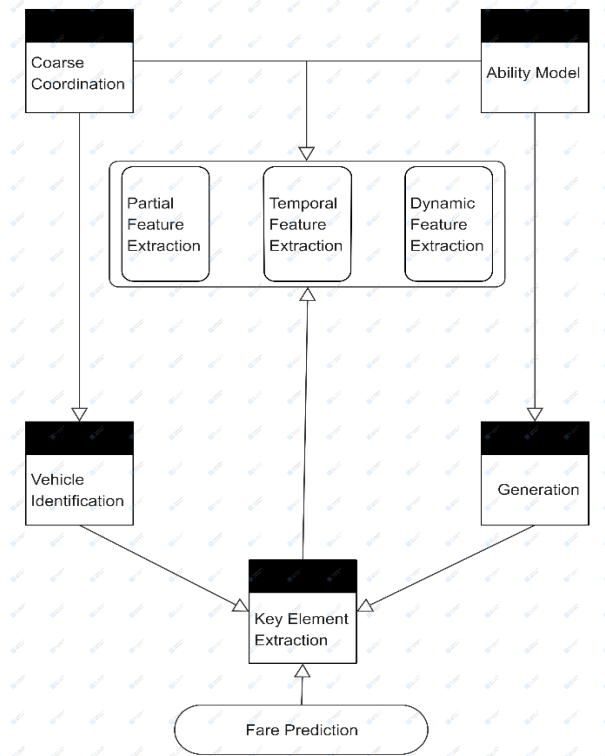 Coarse
Coordination
Ability Model
Partial
Feature
Extraction
Temporal
Feature
Extraction
Dynamic
Feature
Extraction
Vehicle
Identification
Generation
Key Element
Extraction
Fare Prediction